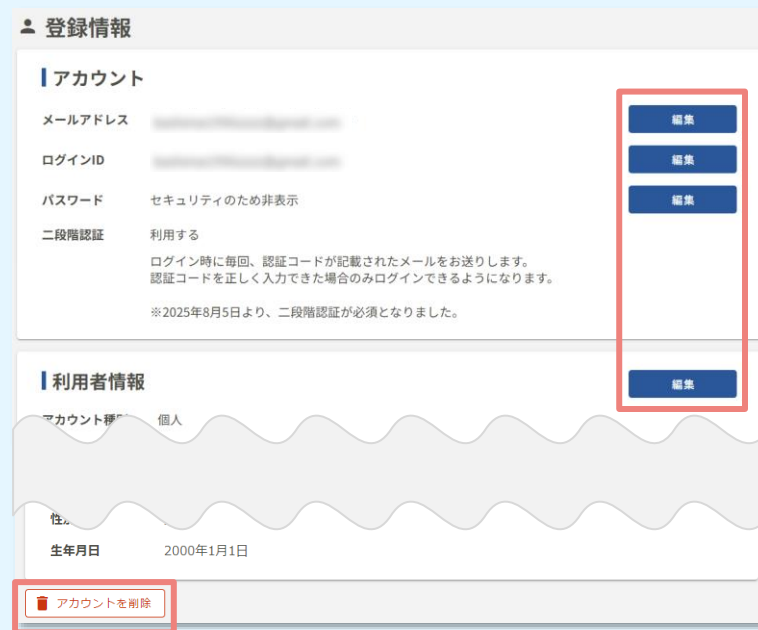 登録情報
アカウント
メールアドレス
編集
ログインID
編集
パスワード セキュリティのため非表示
編集
二段階認証 利用する
ログイン時に毎回、認証コードが記載されたメールをお送りします。
認証コードを正しく入力できた場合のみログインできるようになります。
※2025年8月5日より、二段階認証が必須となりました。
利用者情報
編集
アカウント種別 個人
生年月日 2000年1月1日
アカウントを削除